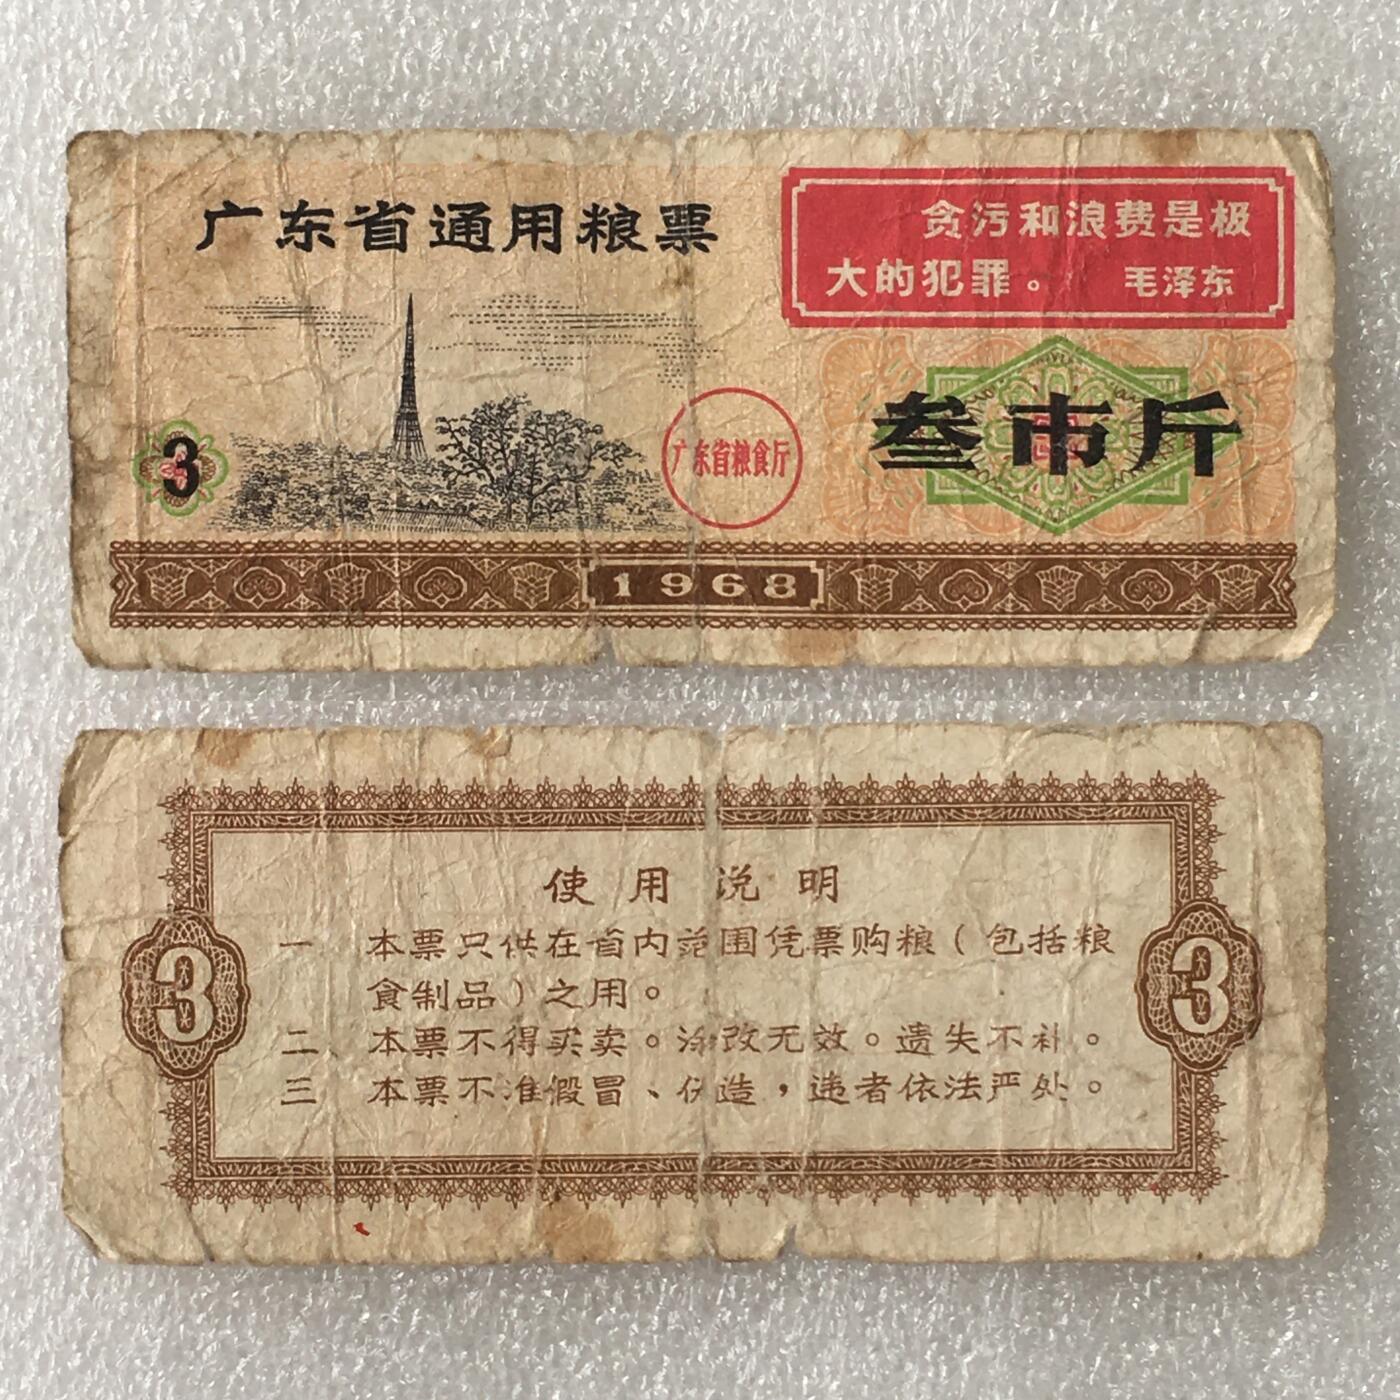 广东省通用粮票
贪污和浪费是极
大的犯罪。 毛泽东
叁市斤
3
广东省粮食厅
1968
使用说明
一、本票只供在省内范围凭票购粮（包括粮
食制品）之用。
二、本票不得买卖。涂改无效。遗失不补。
三、本票不准假冒、伪造，违者依法严处。
3
3